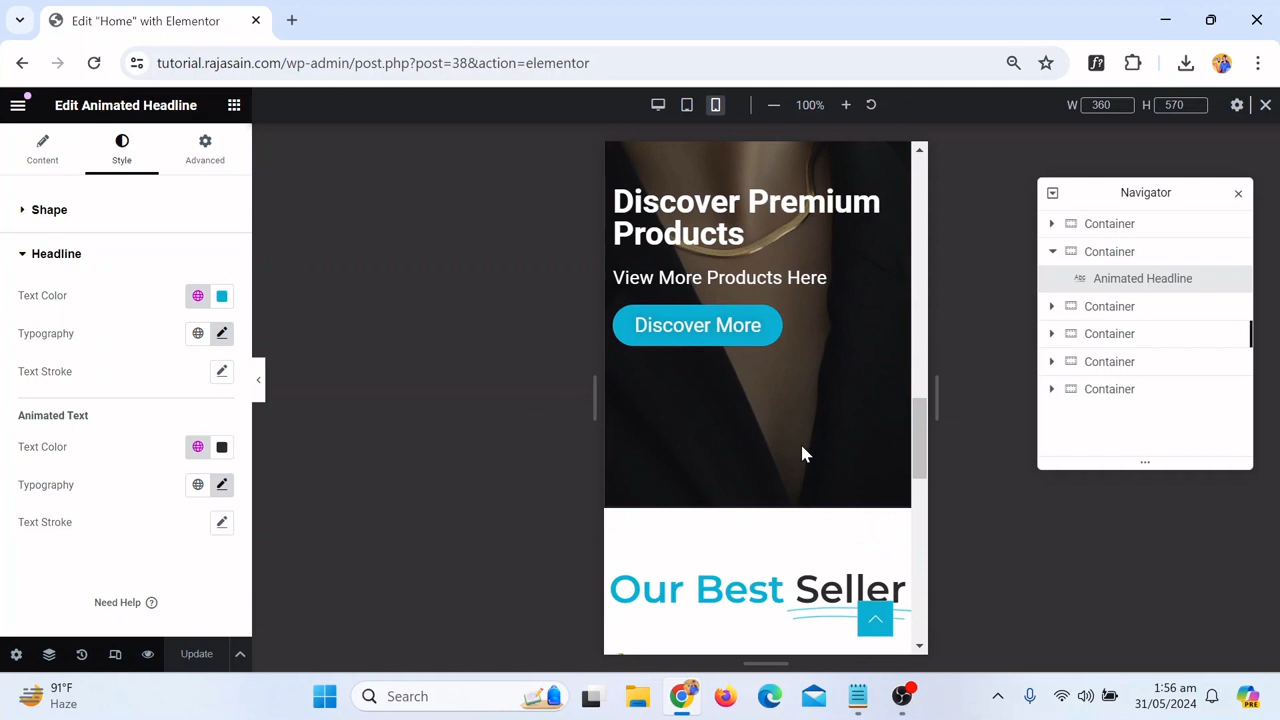 Edit "Home" with Elementor
tutorial.rajasain.com/wp-admin/post.php?post=38&action=elementor
Edit Animated Headline
100%
W 360 H 570
Content Style Advanced
Shape
Headline
Text Color
Typography
Text Stroke
Animated Text
Text Color
Typography
Text Stroke
Need Help ?
Update
Discover Premium
Products
View More Products Here
Discover More
Our Best Seller
Navigator
Container
Container
Animated Headline
Container
Container
Container
Container
91°F
Haze
Search
1:56 am
31/05/2024
PRE